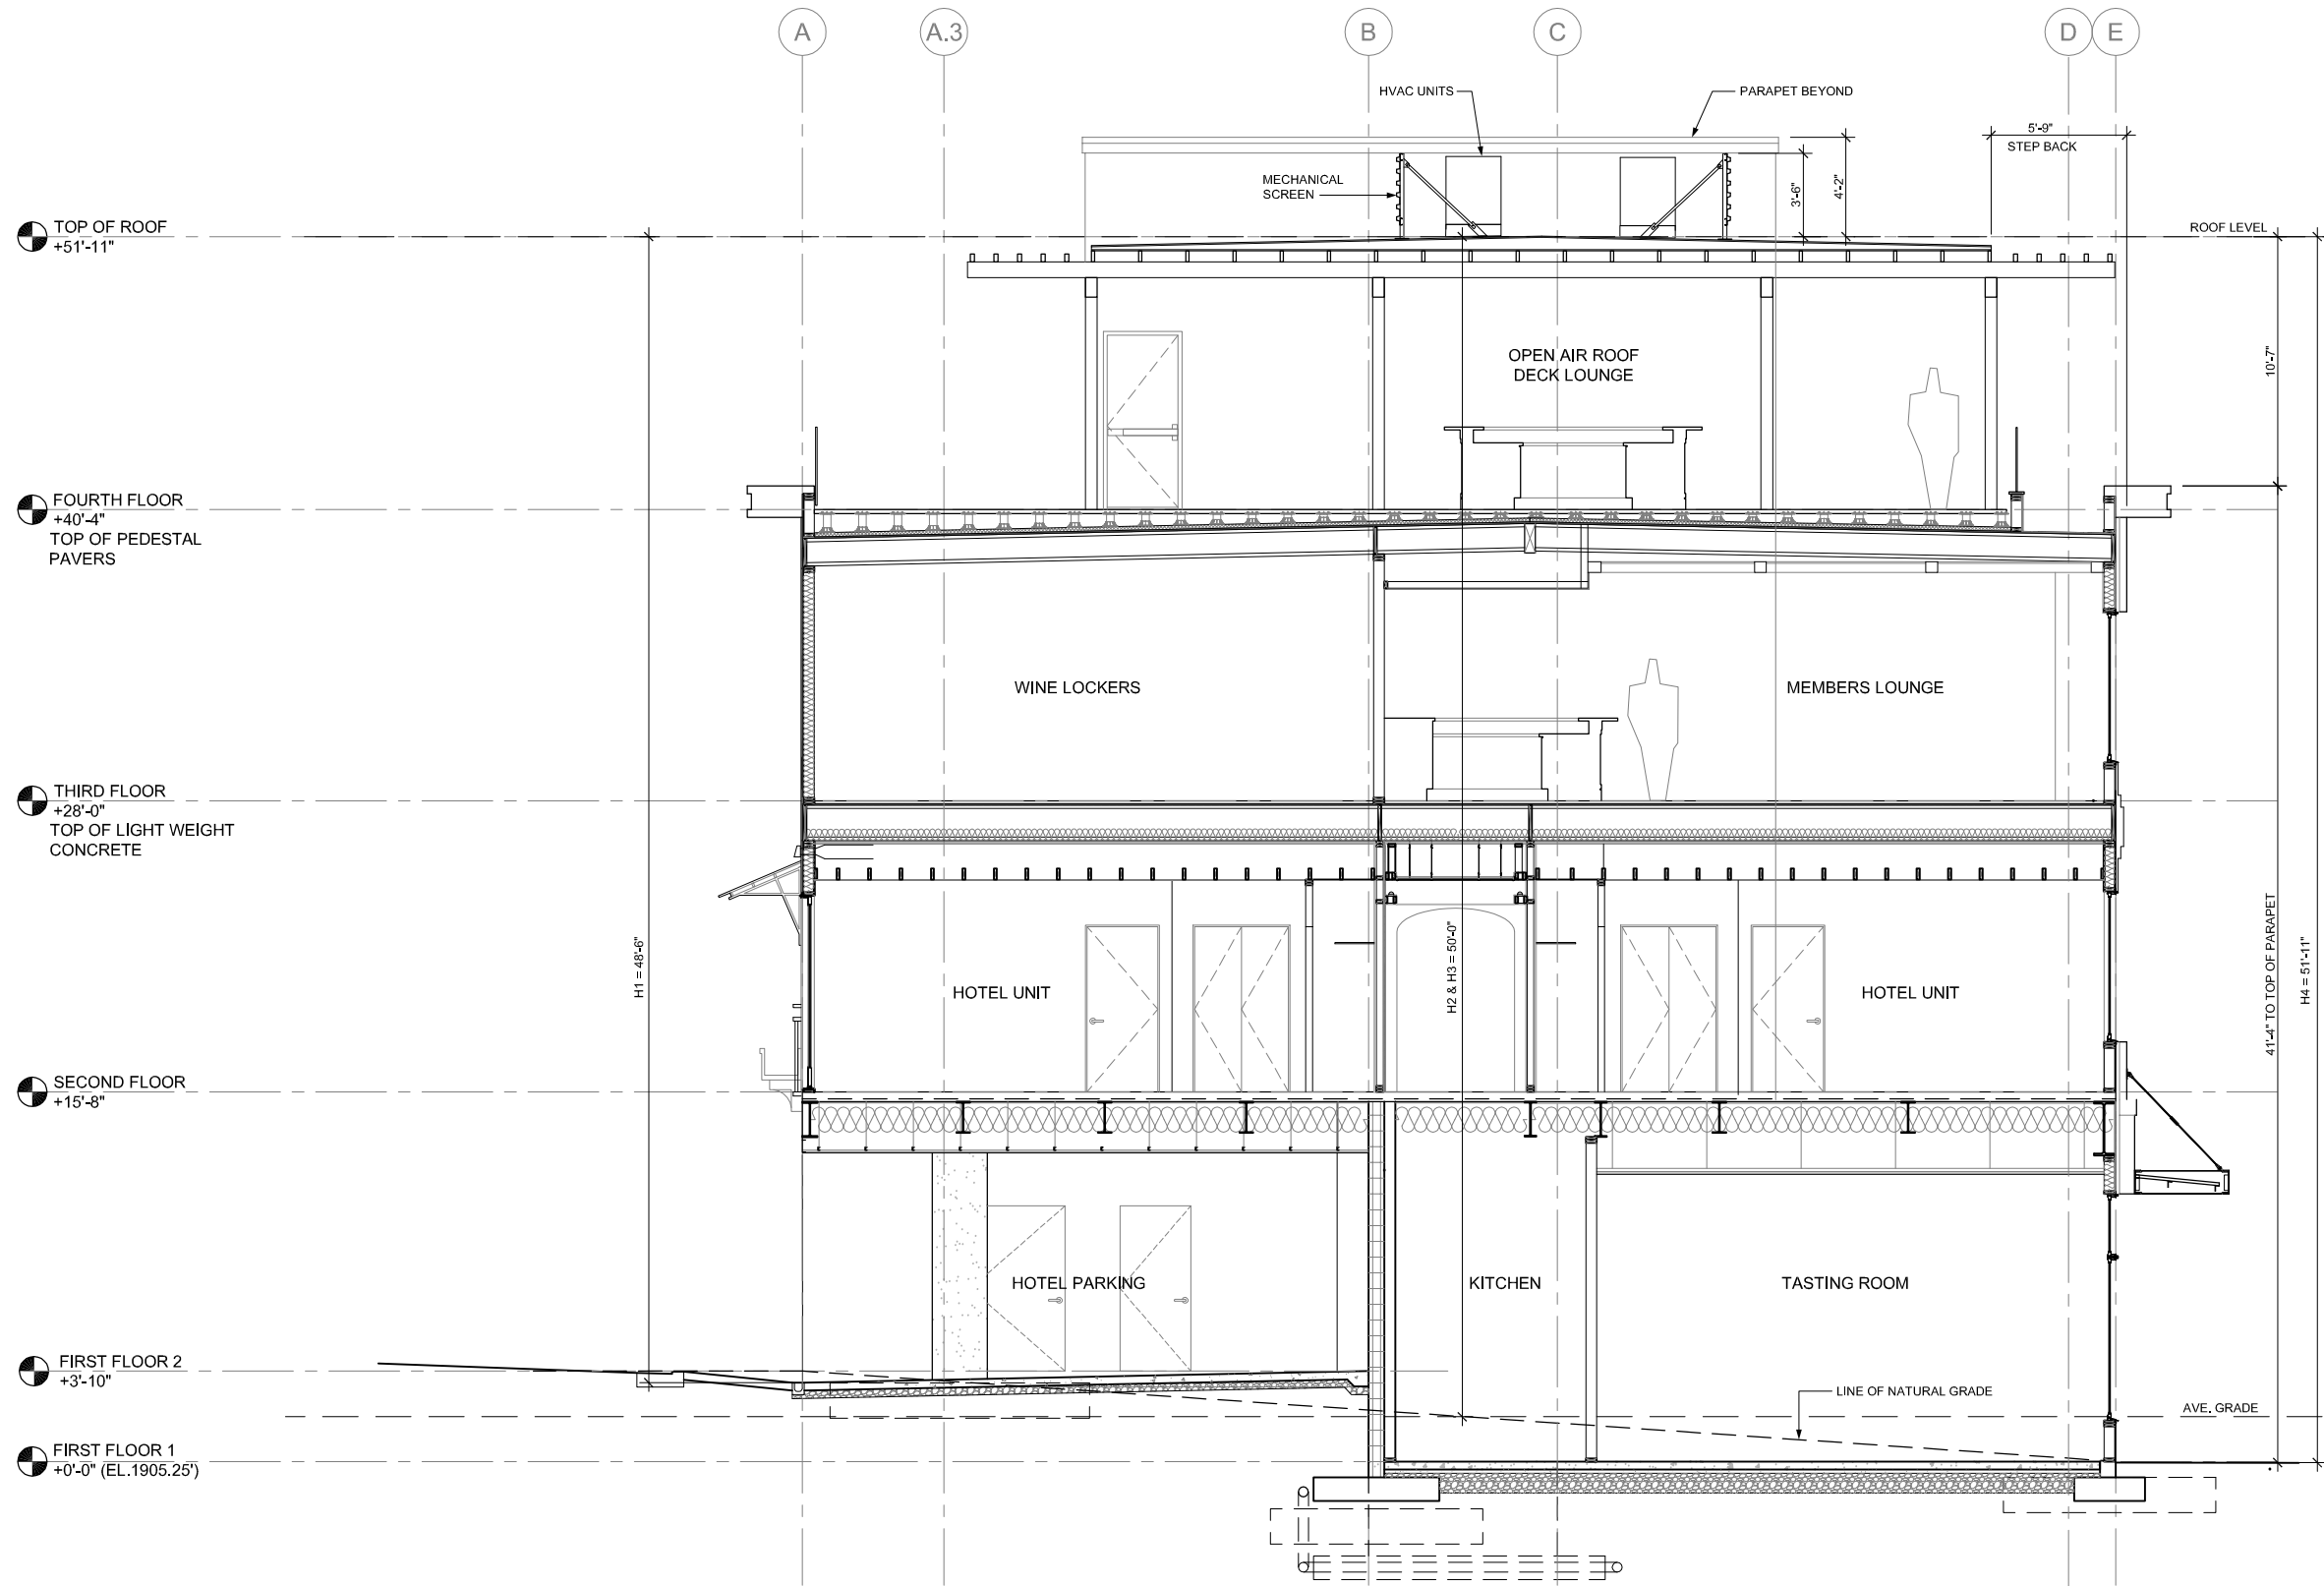 A
A.3
B
C
D
E
HVAC UNITS
PARAPET BEYOND
5'-9"
STEP BACK
MECHANICAL
SCREEN
3'-6"
4'-2"
TOP OF ROOF
+51'-11"
ROOF LEVEL
OPEN AIR ROOF
DECK LOUNGE
10'-7"
FOURTH FLOOR
+40'-4"
TOP OF PEDESTAL
PAVERS
WINE LOCKERS
MEMBERS LOUNGE
THIRD FLOOR
+28'-0"
TOP OF LIGHT WEIGHT
CONCRETE
H1 = 48'-6"
H2 & H3 = 50'-0"
41'-4" TO TOP OF PARAPET
H4 = 51'-11"
HOTEL UNIT
HOTEL UNIT
SECOND FLOOR
+15'-8"
HOTEL PARKING
KITCHEN
TASTING ROOM
FIRST FLOOR 2
+3'-10"
LINE OF NATURAL GRADE
AVE. GRADE
FIRST FLOOR 1
+0'-0" (EL.1905.25')